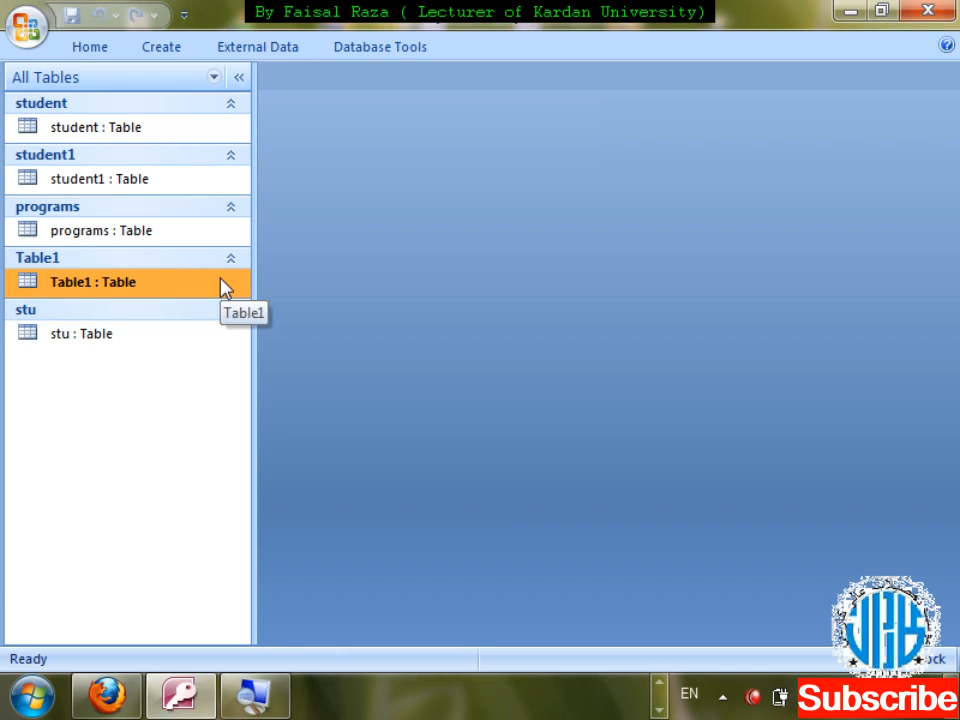 By Faisal Raza ( Lecturer of Kardan University)
Home Create External Data Database Tools
All Tables
student
student : Table
student1
student1 : Table
programs
programs : Table
Table1
Table1 : Table
Table1
stu
stu : Table
Ready
EN
Subscribe